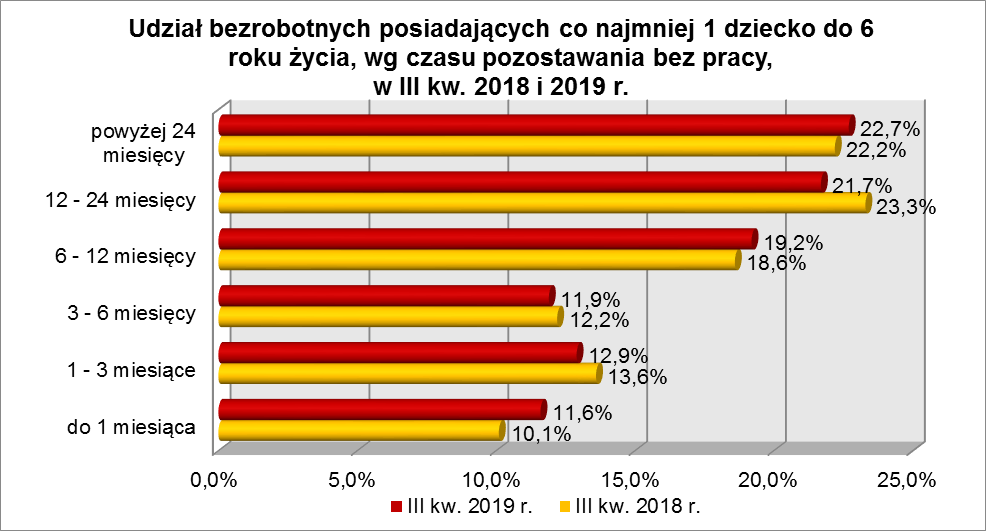 Udział bezrobotnych posiadających co najmniej 1 dziecko do 6
roku życia, wg czasu pozostawania bez pracy,
w III kw. 2018 i 2019 r.
powyżej 24
miesięcy
22,7%
22,2%
12 - 24 miesięcy
21,7%
23,3%
6 - 12 miesięcy
19,2%
18,6%
3 - 6 miesięcy
11,9%
12,2%
1 - 3 miesiące
12,9%
13,6%
do 1 miesiąca
11,6%
10,1%
0,0% 5,0% 10,0% 15,0% 20,0% 25,0%
III kw. 2019 r. III kw. 2018 r.